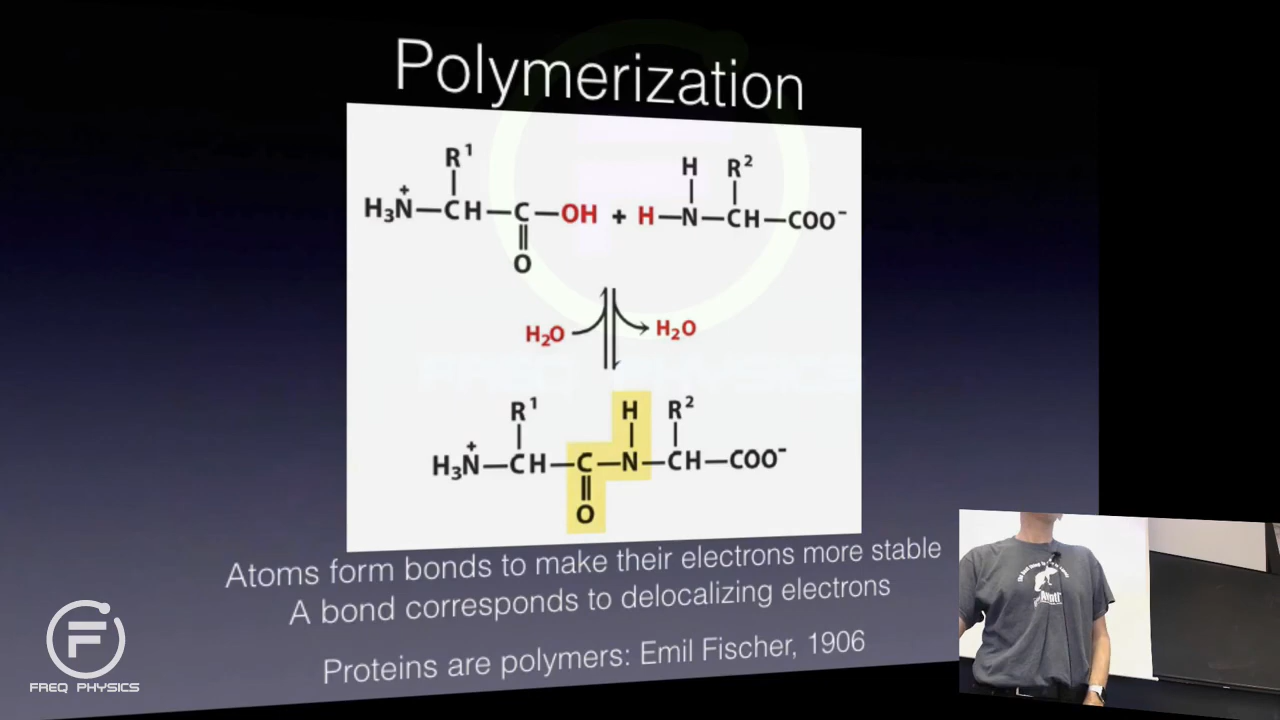 Polymerization
R¹
H R²
H₃N⁺—CH—C—OH + H—N—CH—COO⁻
O
H₂O H₂O
R¹ H R²
H₃N⁺—CH—C—N—CH—COO⁻
O
Atoms form bonds to make their electrons more stable
A bond corresponds to delocalizing electrons
Proteins are polymers: Emil Fischer, 1906
F
FREQ PHYSICS